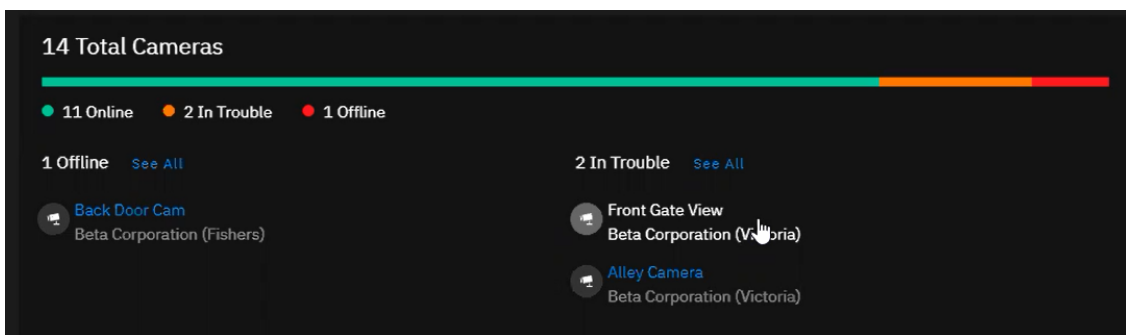 14 Total Cameras
11 Online 2 In Trouble 1 Offline
1 Offline See All
Back Door Cam
Beta Corporation (Fishers)
2 In Trouble See All
Front Gate View
Beta Corporation (Victoria)
Alley Camera
Beta Corporation (Victoria)